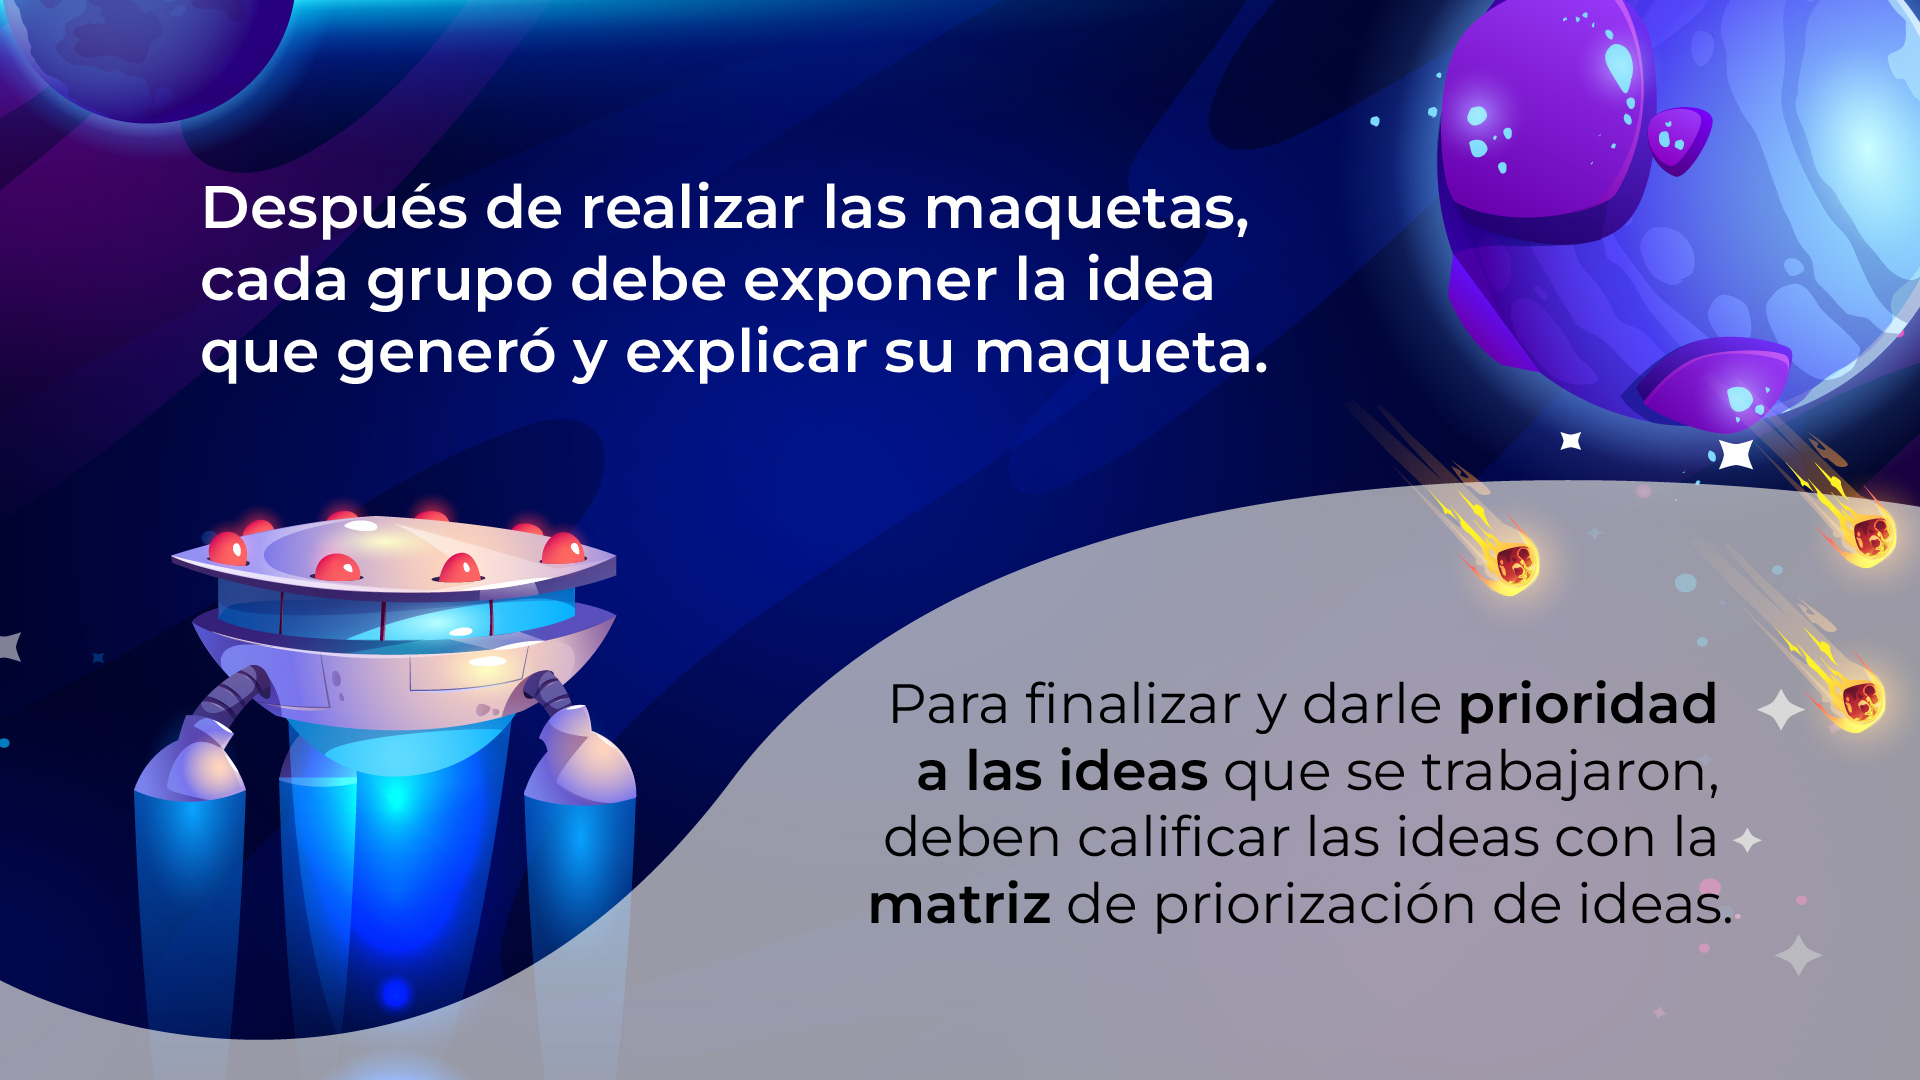 Después de realizar las maquetas,
cada grupo debe exponer la idea
que generó y explicar su maqueta.
Para finalizar y darle prioridad
a las ideas que se trabajaron,
deben calificar las ideas con la
matriz de priorización de ideas.